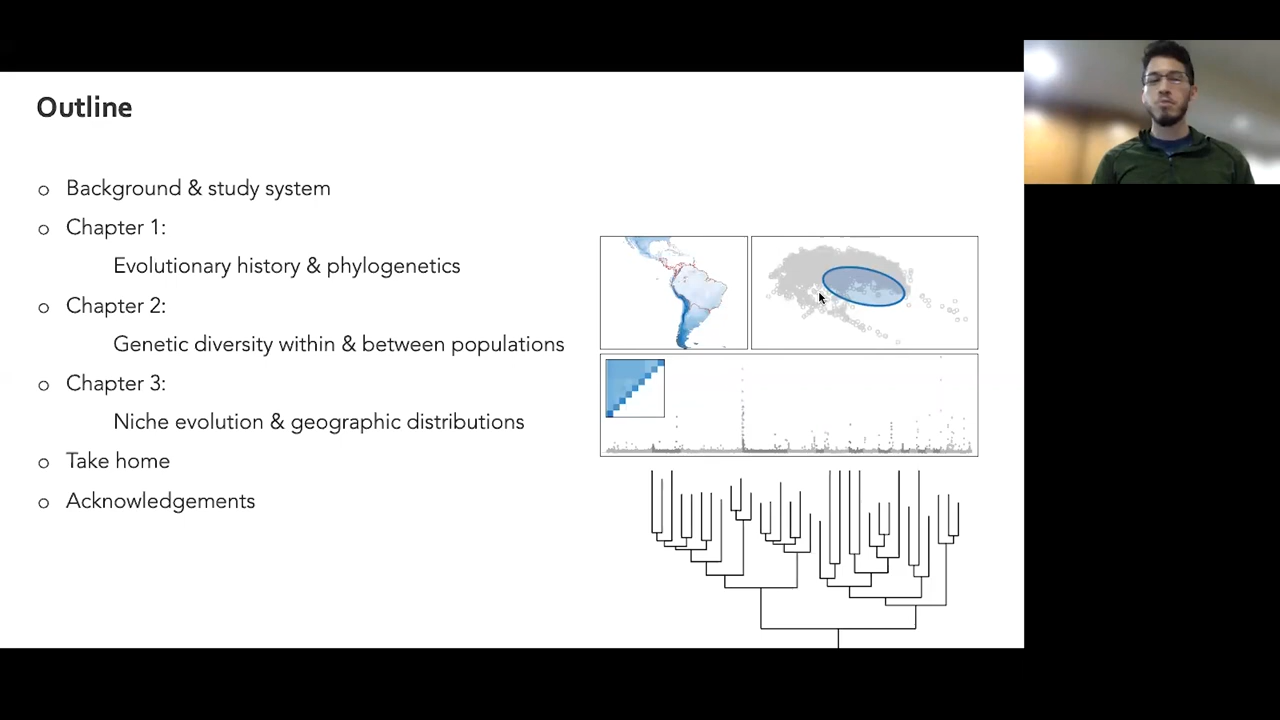 Outline
o Background & study system
o Chapter 1:
Evolutionary history & phylogenetics
o Chapter 2:
Genetic diversity within & between populations
o Chapter 3:
Niche evolution & geographic distributions
o Take home
o Acknowledgements